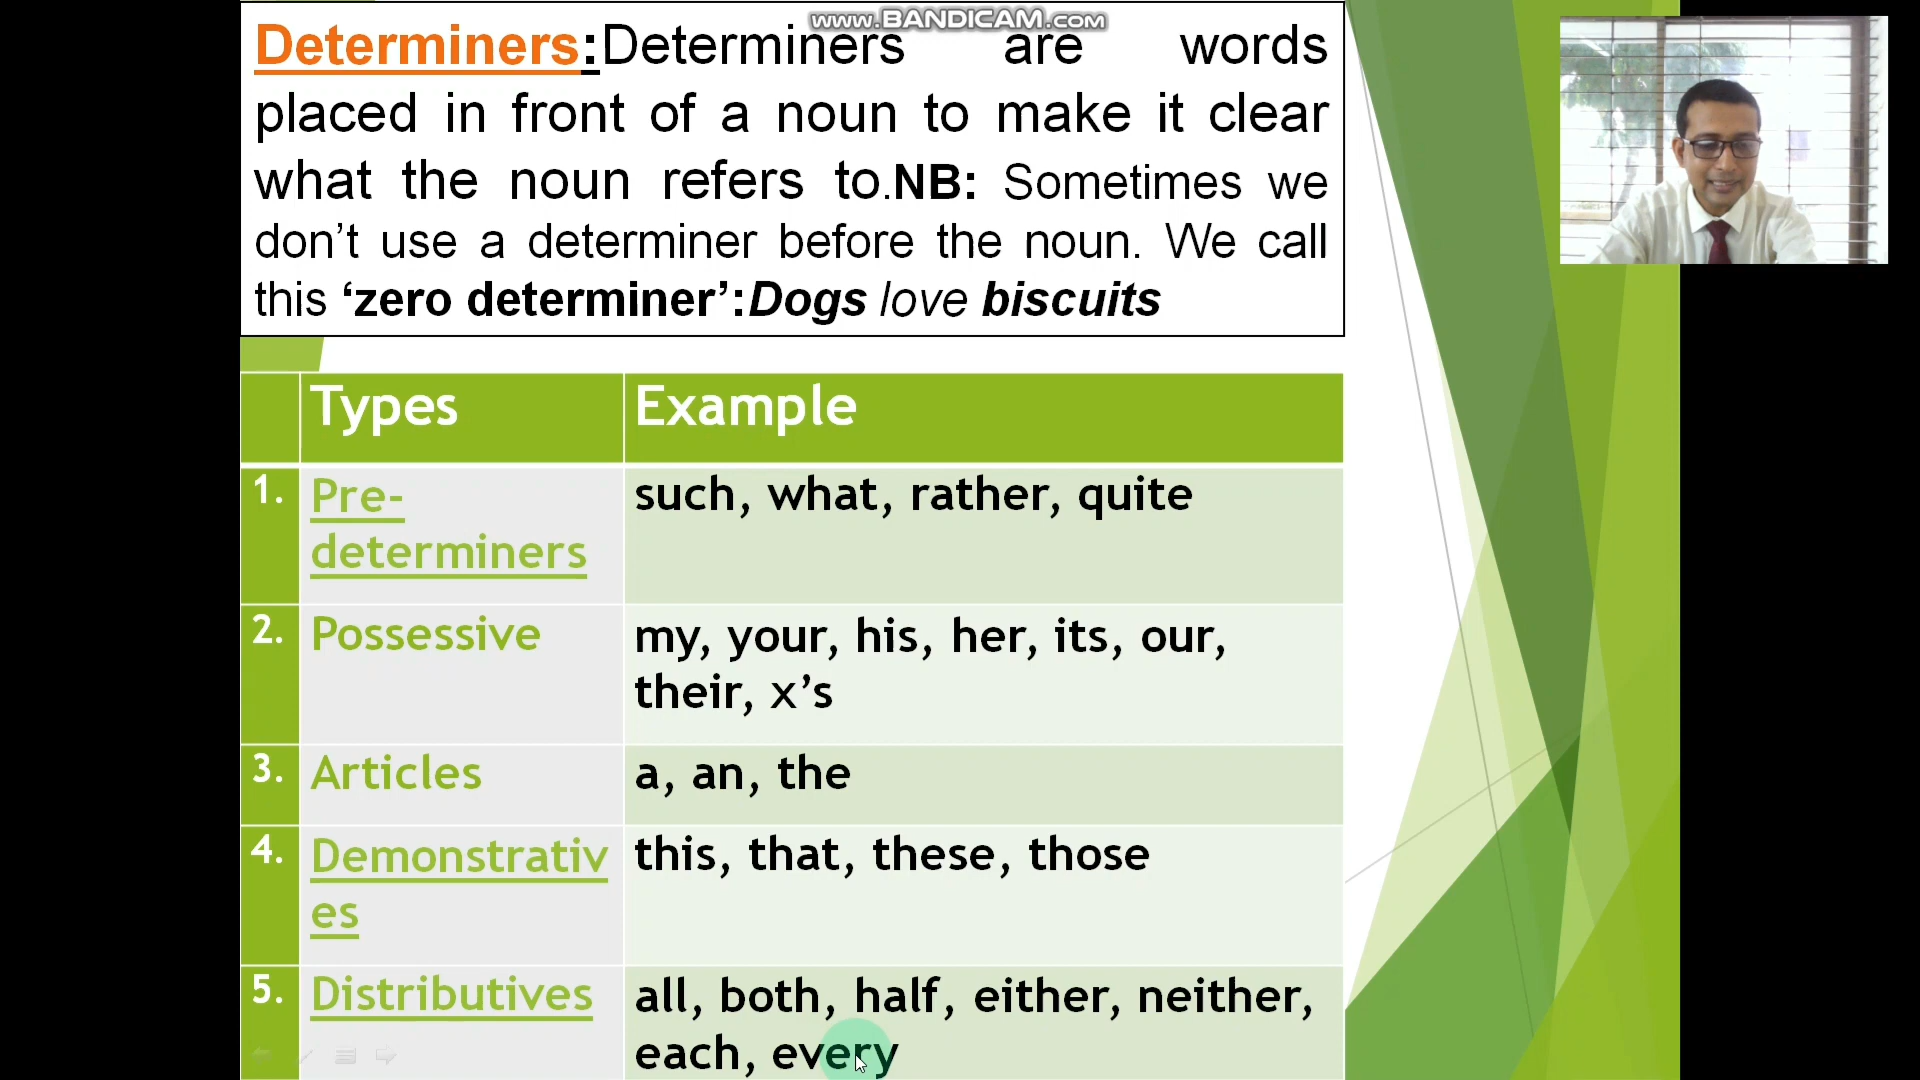 www.BANDICAM.com
Determiners:Determiners are words
placed in front of a noun to make it clear
what the noun refers to.NB: Sometimes we
don’t use a determiner before the noun. We call
this ‘zero determiner’:Dogs love biscuits
Types Example
1. Pre-
determiners
such, what, rather, quite
2. Possessive
my, your, his, her, its, our,
their, x’s
3. Articles
a, an, the
4. Demonstrativ
es
this, that, these, those
5. Distributives
all, both, half, either, neither,
each, every